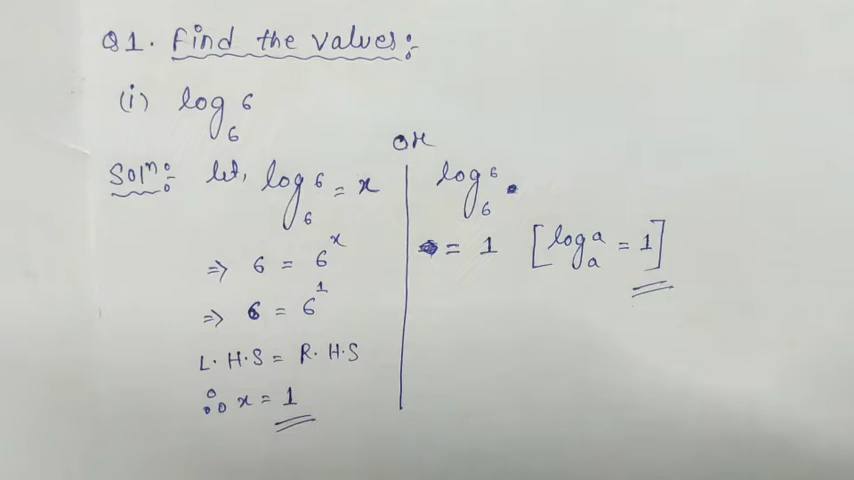 Q1. Find the values:-
(i) log₆ 6
Solⁿ:- let, log₆ 6 = x
⇒ 6 = 6ˣ
⇒ 6 = 6¹
L.H.S = R.H.S
∴ x = 1
OR
log₆ 6
= 1 [logₐ a = 1]